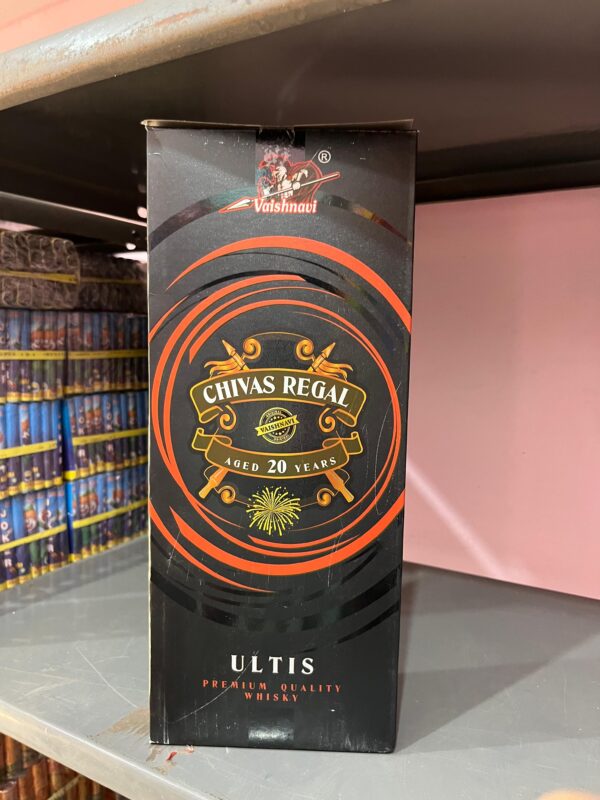 ®
Vaishnavi
CHIVAS REGAL
VAISHNAVI
AGED 20 YEARS
ULTIS
PREMIUM QUALITY
WHISKY